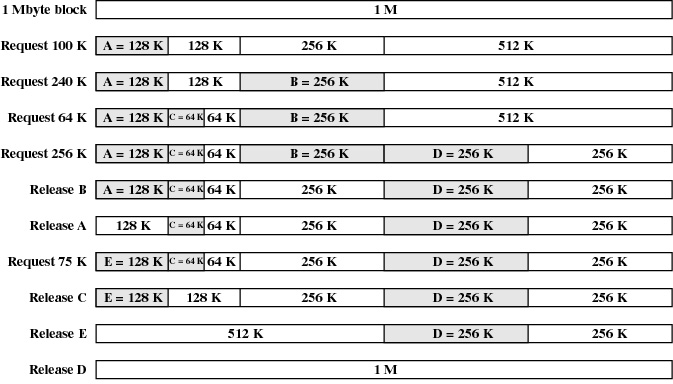 1 Mbyte block 1 M
Request 100 K A = 128 K 128 K 256 K 512 K
Request 240 K A = 128 K 128 K B = 256 K 512 K
Request 64 K A = 128 K C = 64 K 64 K B = 256 K 512 K
Request 256 K A = 128 K C = 64 K 64 K B = 256 K D = 256 K 256 K
Release B A = 128 K C = 64 K 64 K 256 K D = 256 K 256 K
Release A 128 K C = 64 K 64 K 256 K D = 256 K 256 K
Request 75 K E = 128 K C = 64 K 64 K 256 K D = 256 K 256 K
Release C E = 128 K 128 K 256 K D = 256 K 256 K
Release E 512 K D = 256 K 256 K
Release D 1 M